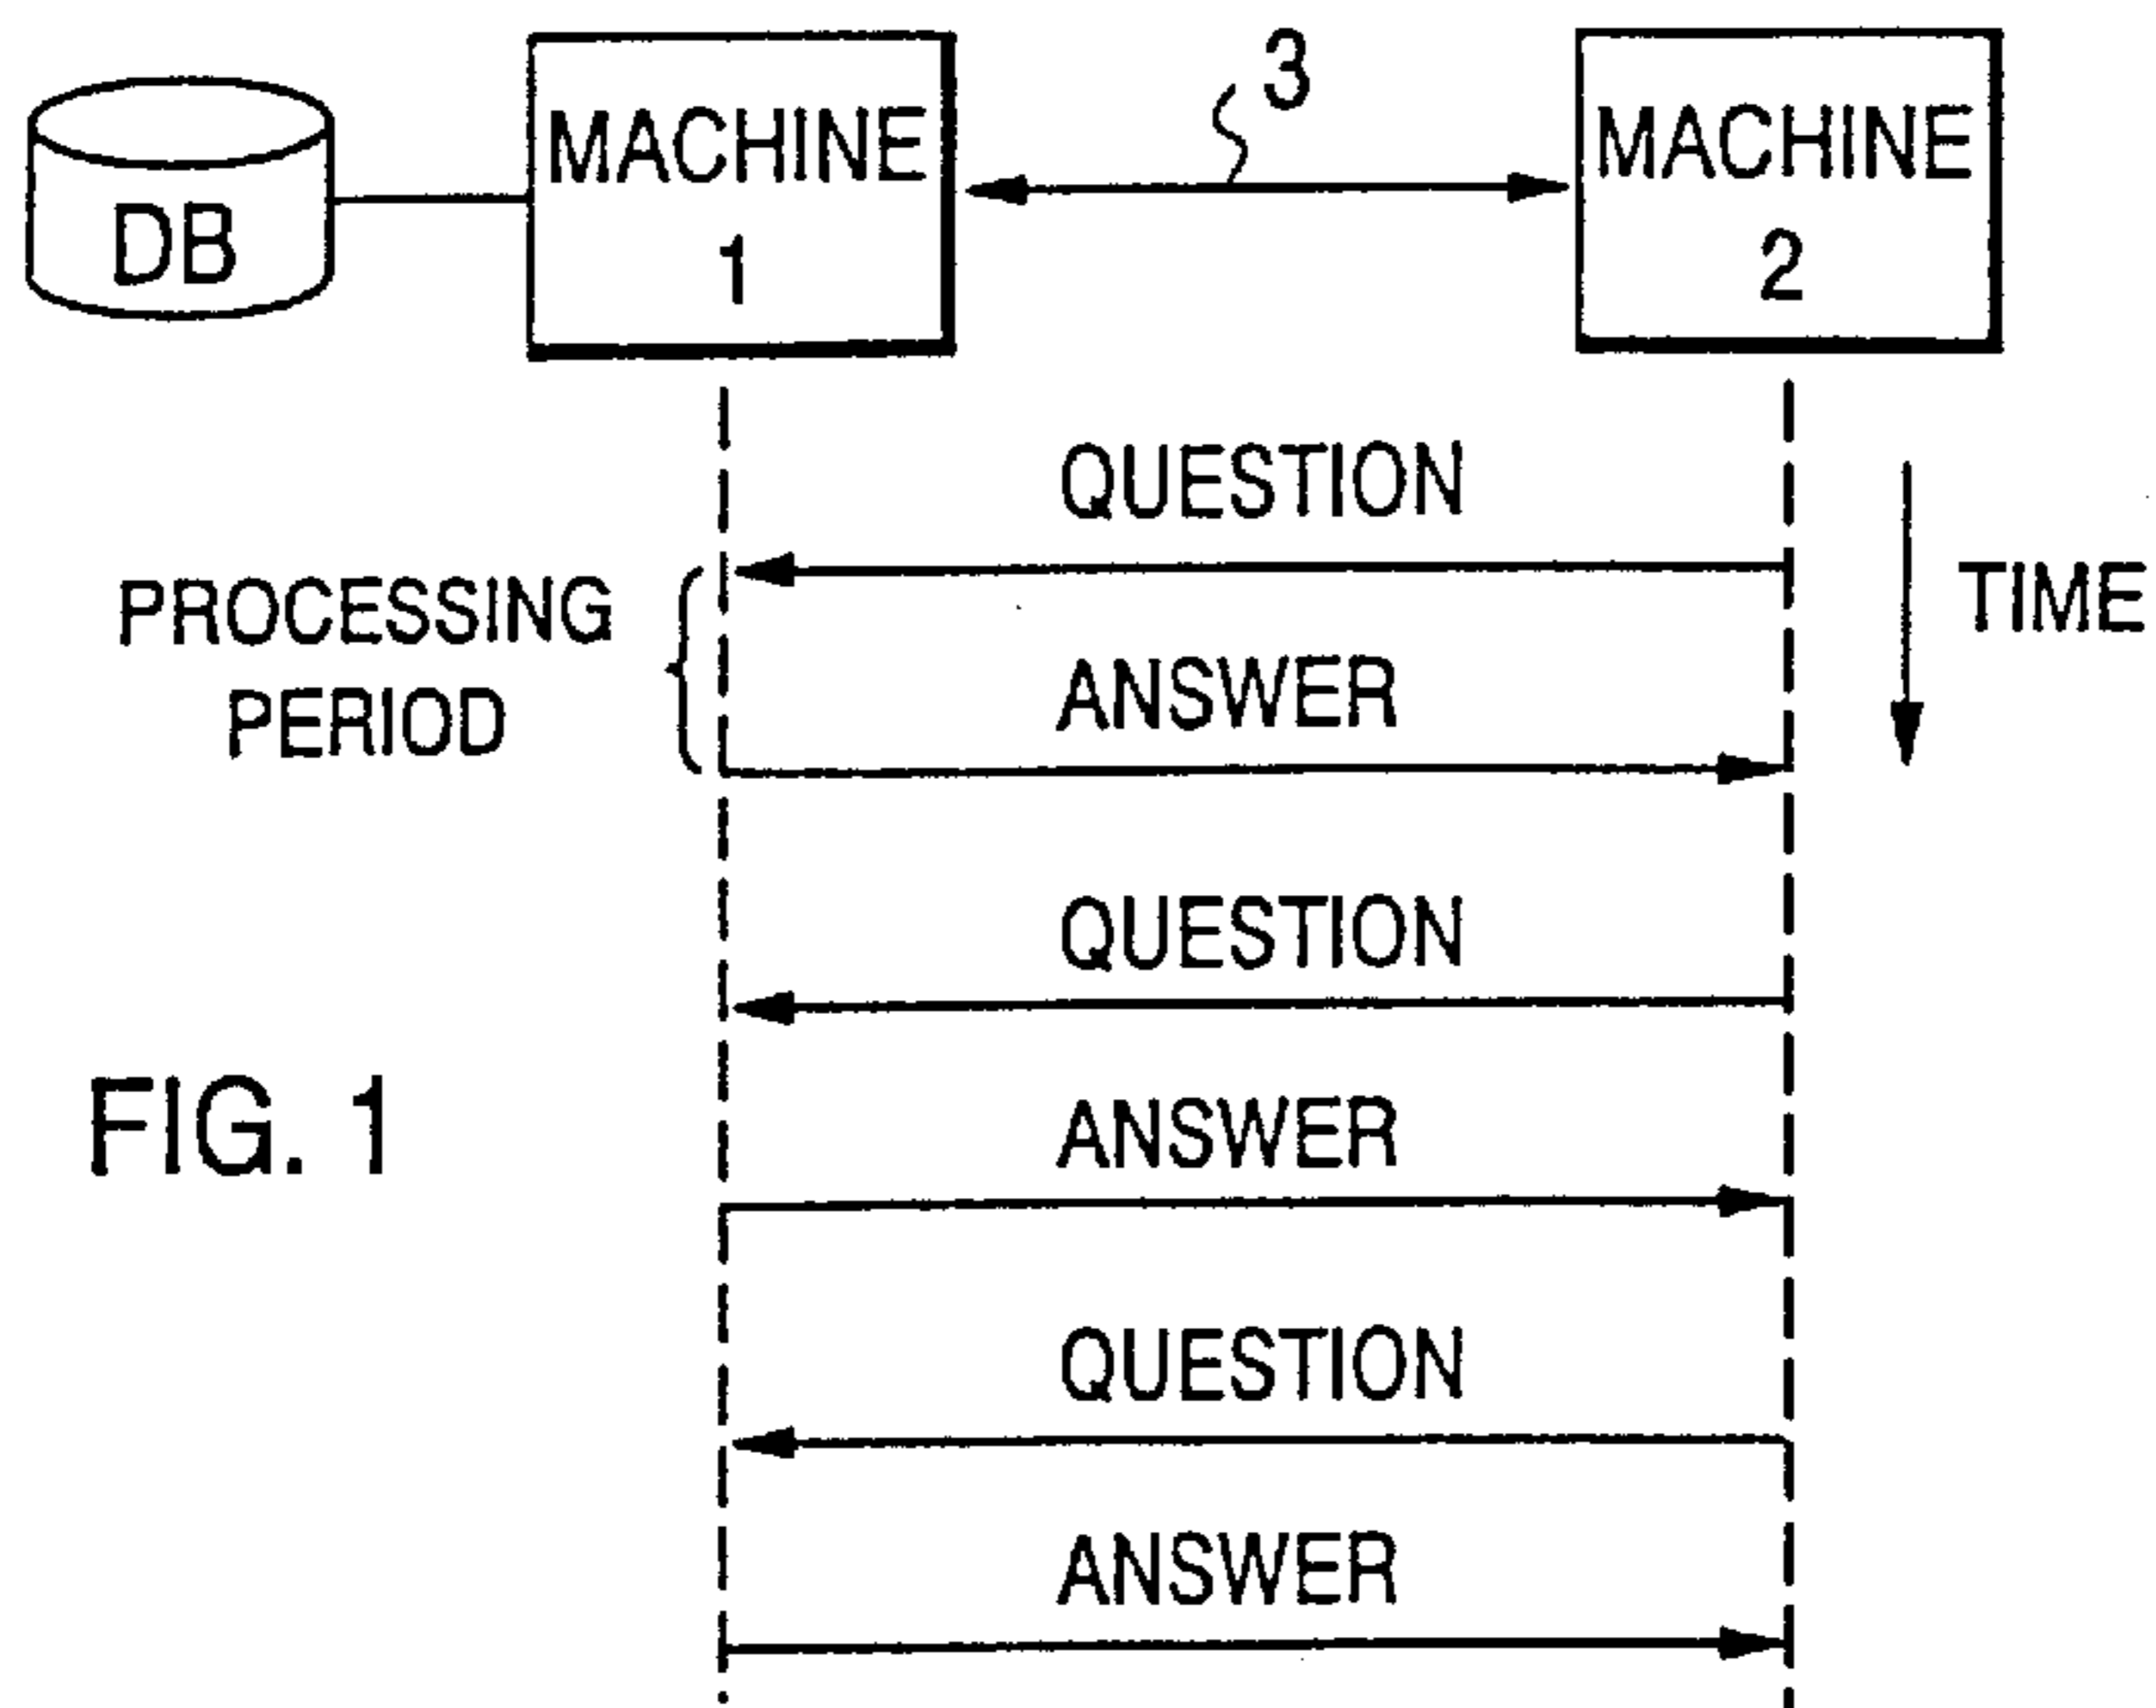 3
MACHINE
1
MACHINE
2
DB
QUESTION
PROCESSING
PERIOD
TIME
ANSWER
QUESTION
FIG. 1
ANSWER
QUESTION
ANSWER